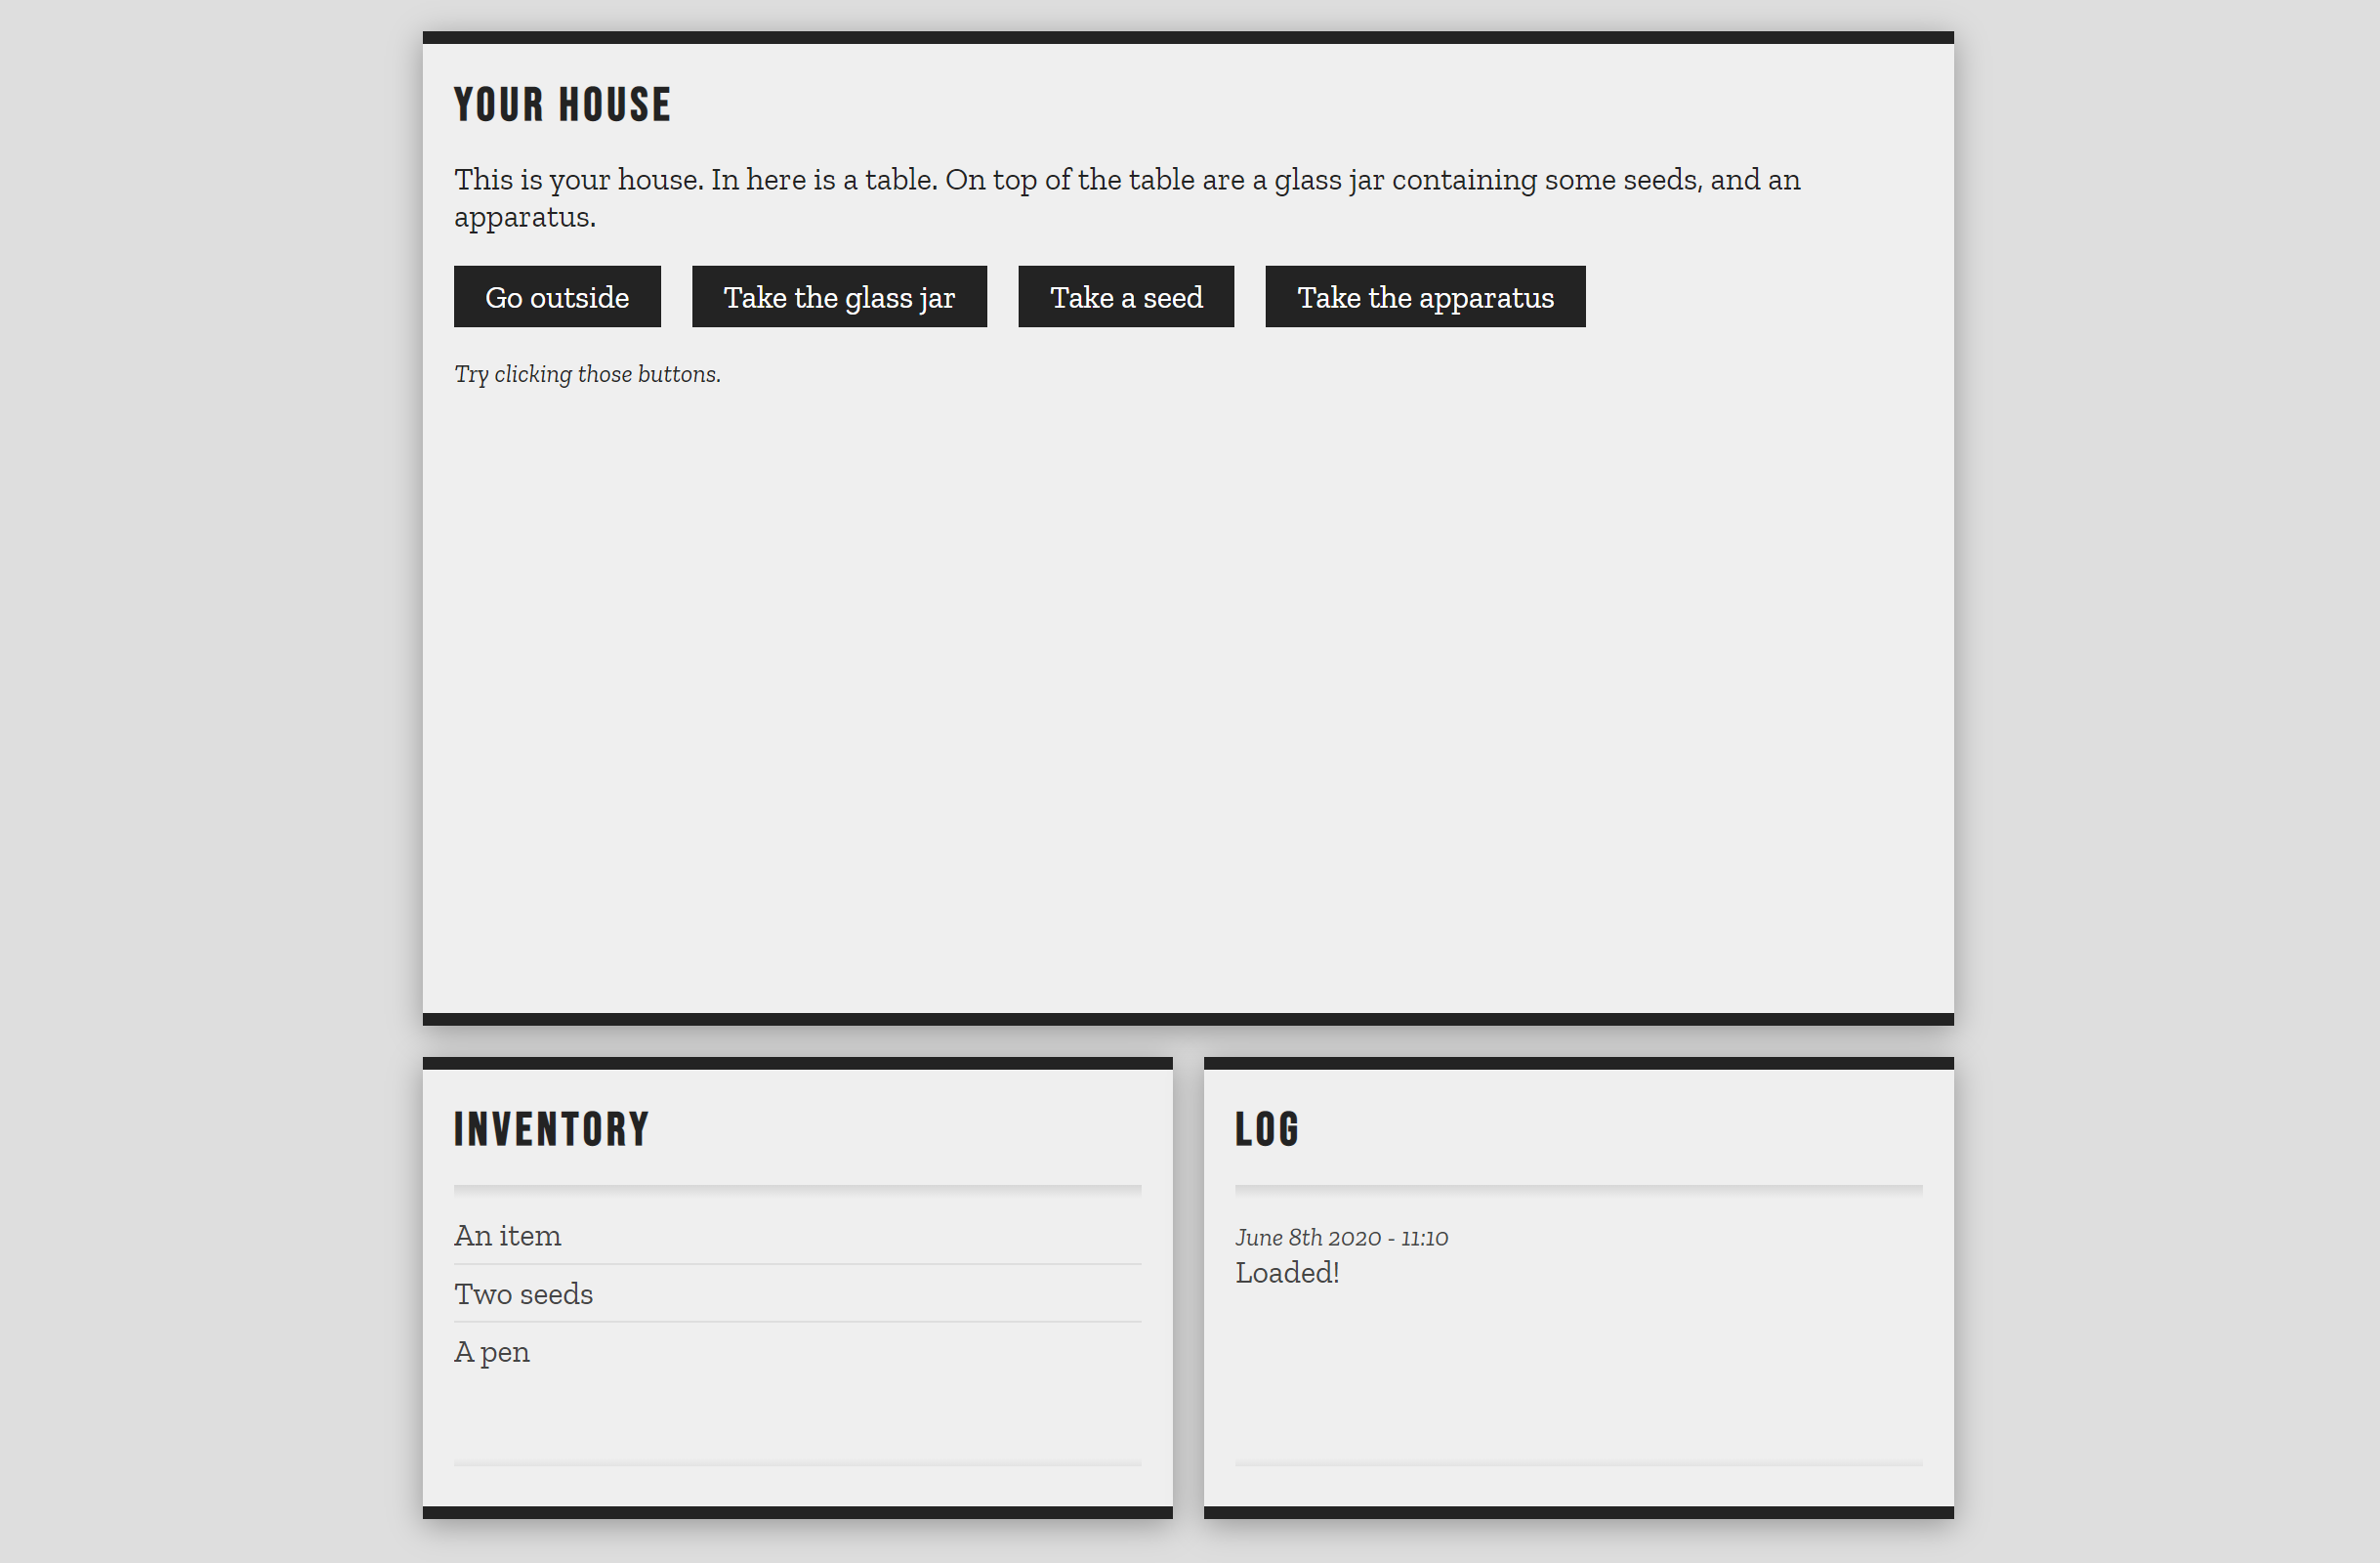 YOUR HOUSE
This is your house. In here is a table. On top of the table are a glass jar containing some seeds, and an
apparatus.
Go outside
Take the glass jar
Take a seed
Take the apparatus
Try clicking those buttons.
INVENTORY
An item
Two seeds
A pen
LOG
June 8th 2020 - 11:10
Loaded!